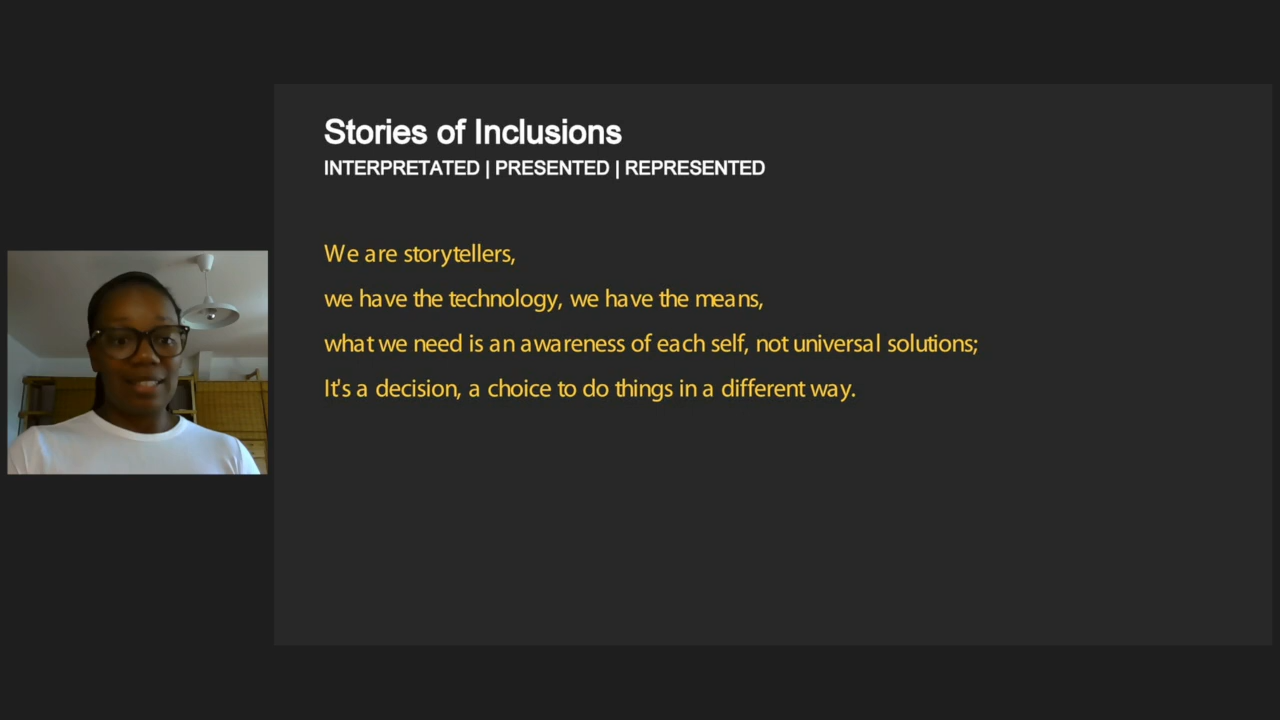 Stories of Inclusions
INTERPRETATED | PRESENTED | REPRESENTED
We are storytellers,
we have the technology, we have the means,
what we need is an awareness of each self, not universal solutions;
It's a decision, a choice to do things in a different way.